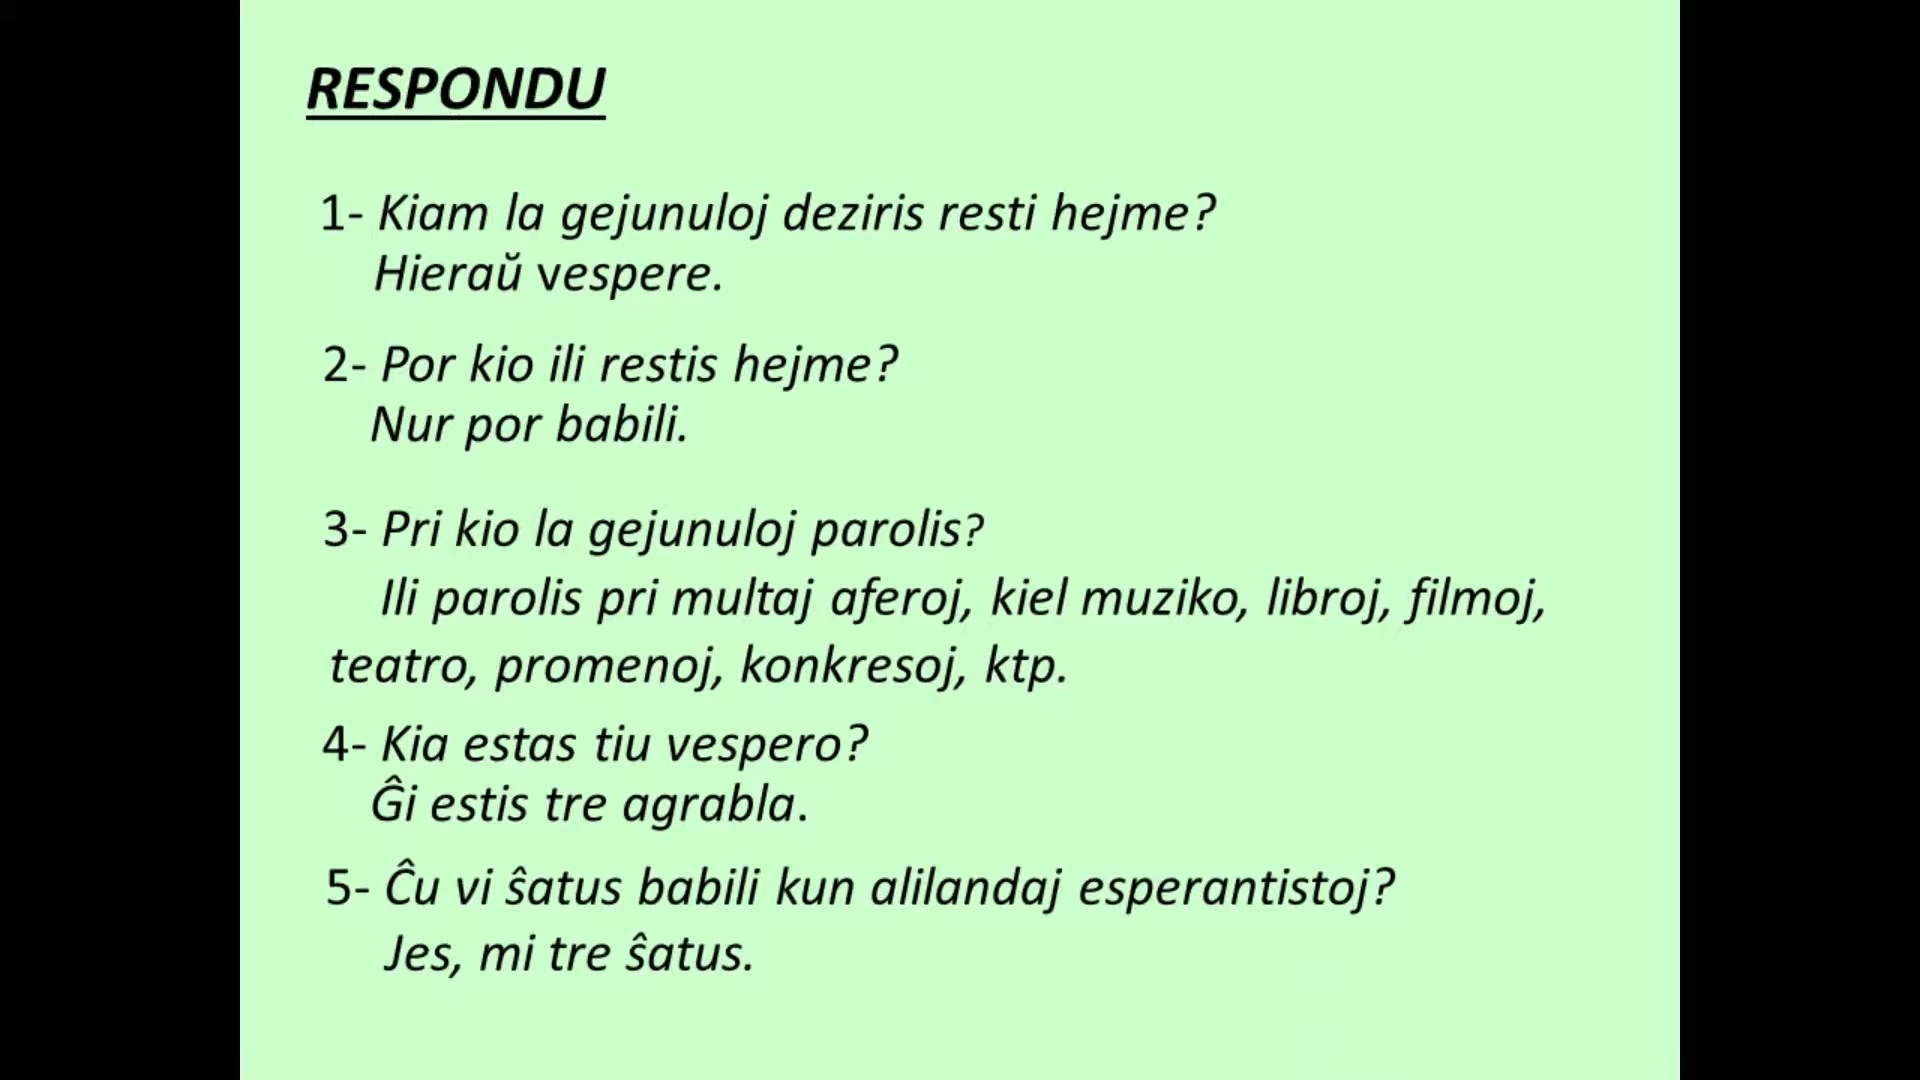 RESPONDU
1- Kiam la gejunuloj deziris resti hejme?
Hieraŭ vespere.
2- Por kio ili restis hejme?
Nur por babili.
3- Pri kio la gejunuloj parolis?
Ili parolis pri multaj aferoj, kiel muziko, libroj, filmoj,
teatro, promenoj, konkresoj, ktp.
4- Kia estas tiu vespero?
Ĝi estis tre agrabla.
5- Ĉu vi ŝatus babili kun alilandaj esperantistoj?
Jes, mi tre ŝatus.